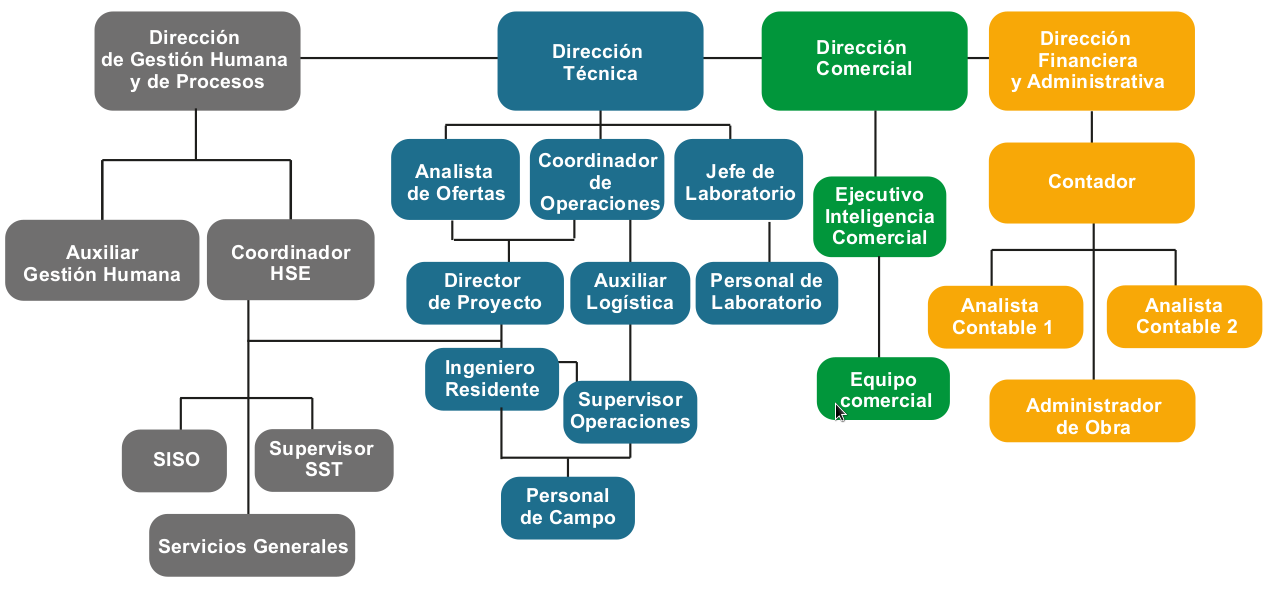 Dirección
de Gestión Humana
y de Procesos
Dirección
Técnica
Dirección
Comercial
Dirección
Financiera
y Administrativa
Analista
de Ofertas
Coordinador
de
Operaciones
Jefe de
Laboratorio
Contador
Ejecutivo
Inteligencia
Comercial
Auxiliar
Gestión Humana
Coordinador
HSE
Director
de Proyecto
Auxiliar
Logística
Personal de
Laboratorio
Analista
Contable 1
Analista
Contable 2
Ingeniero
Residente
Supervisor
Operaciones
Equipo
comercial
Administrador
de Obra
SISO
Supervisor
SST
Personal
de Campo
Servicios Generales